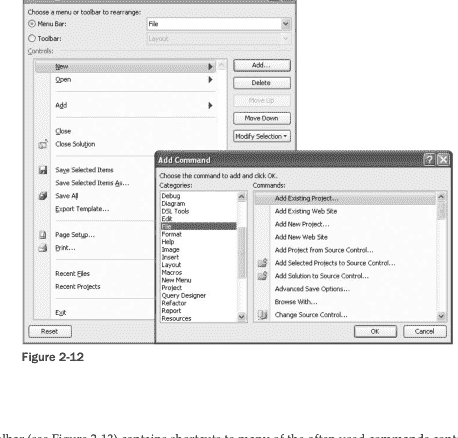 Choose a menu or toolbar to rearrange:
Menu Bar:
File
Toolbar:
Layout
Controls:
New
Add...
Open
Delete
Move Up
Add
Move Down
Close
Modify Selection
Close Solution
Save Selected Items
Save Selected Items As...
Save All
Export Template...
Page Setup...
Print...
Recent Files
Recent Projects
Exit
Reset
Add Command
Choose the command to add and click OK.
Categories:
Commands:
Debug
Diagram
DSL Tools
Edit
File
Format
Help
Image
Insert
Layout
Macros
New Menu
Project
Query Designer
Refactor
Report
Resources
Add Existing Project...
Add Existing Web Site
Add New Project...
Add New Web Site
Add Project from Source Control...
Add Selected Projects to Source Control...
Add Solution to Source Control...
Advanced Save Options...
Browse With...
Change Source Control...
OK
Cancel
Figure 2-12